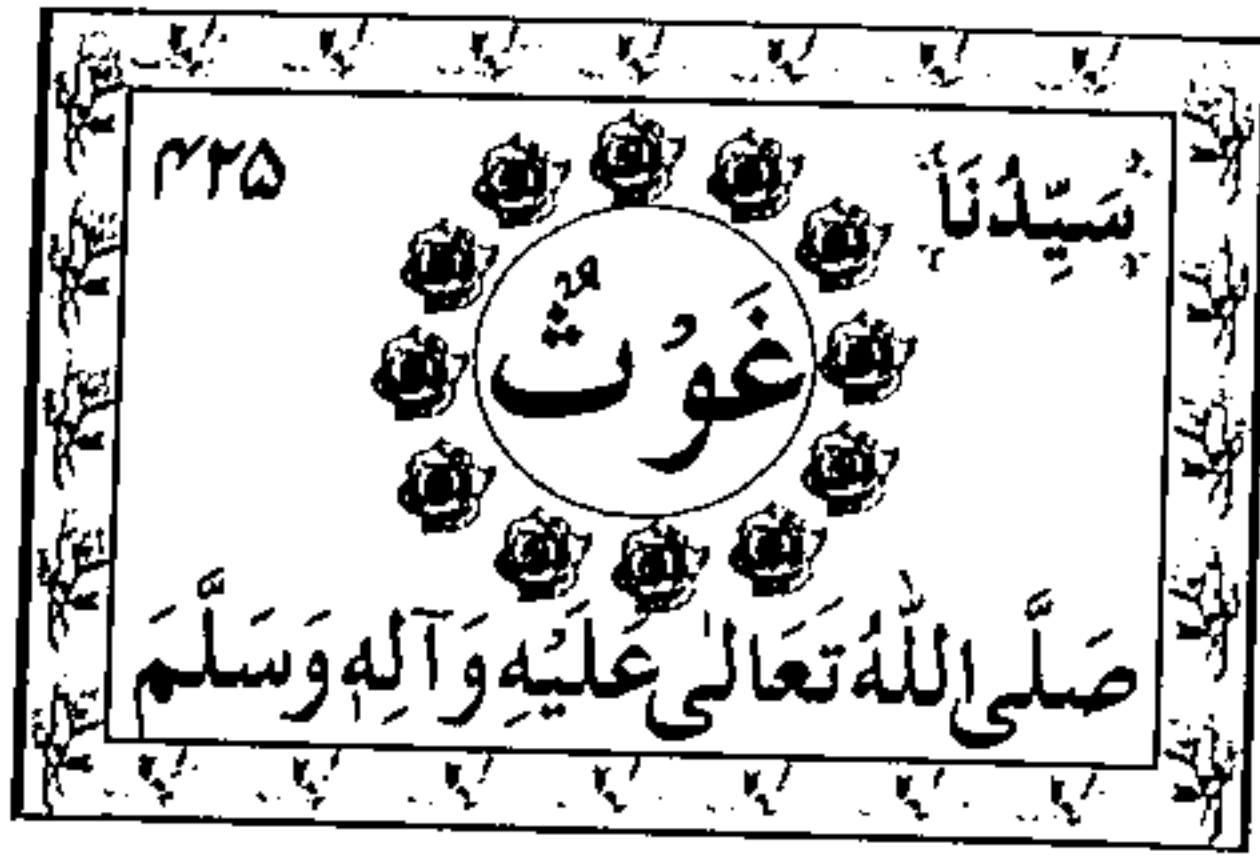 سَيِّدُنَا ۴۲۵
غَوْثٌ
صَلَّى اللّٰهُ تَعَالٰى عَلَيْهِ وَآلِهٖ وَسَلَّمَ